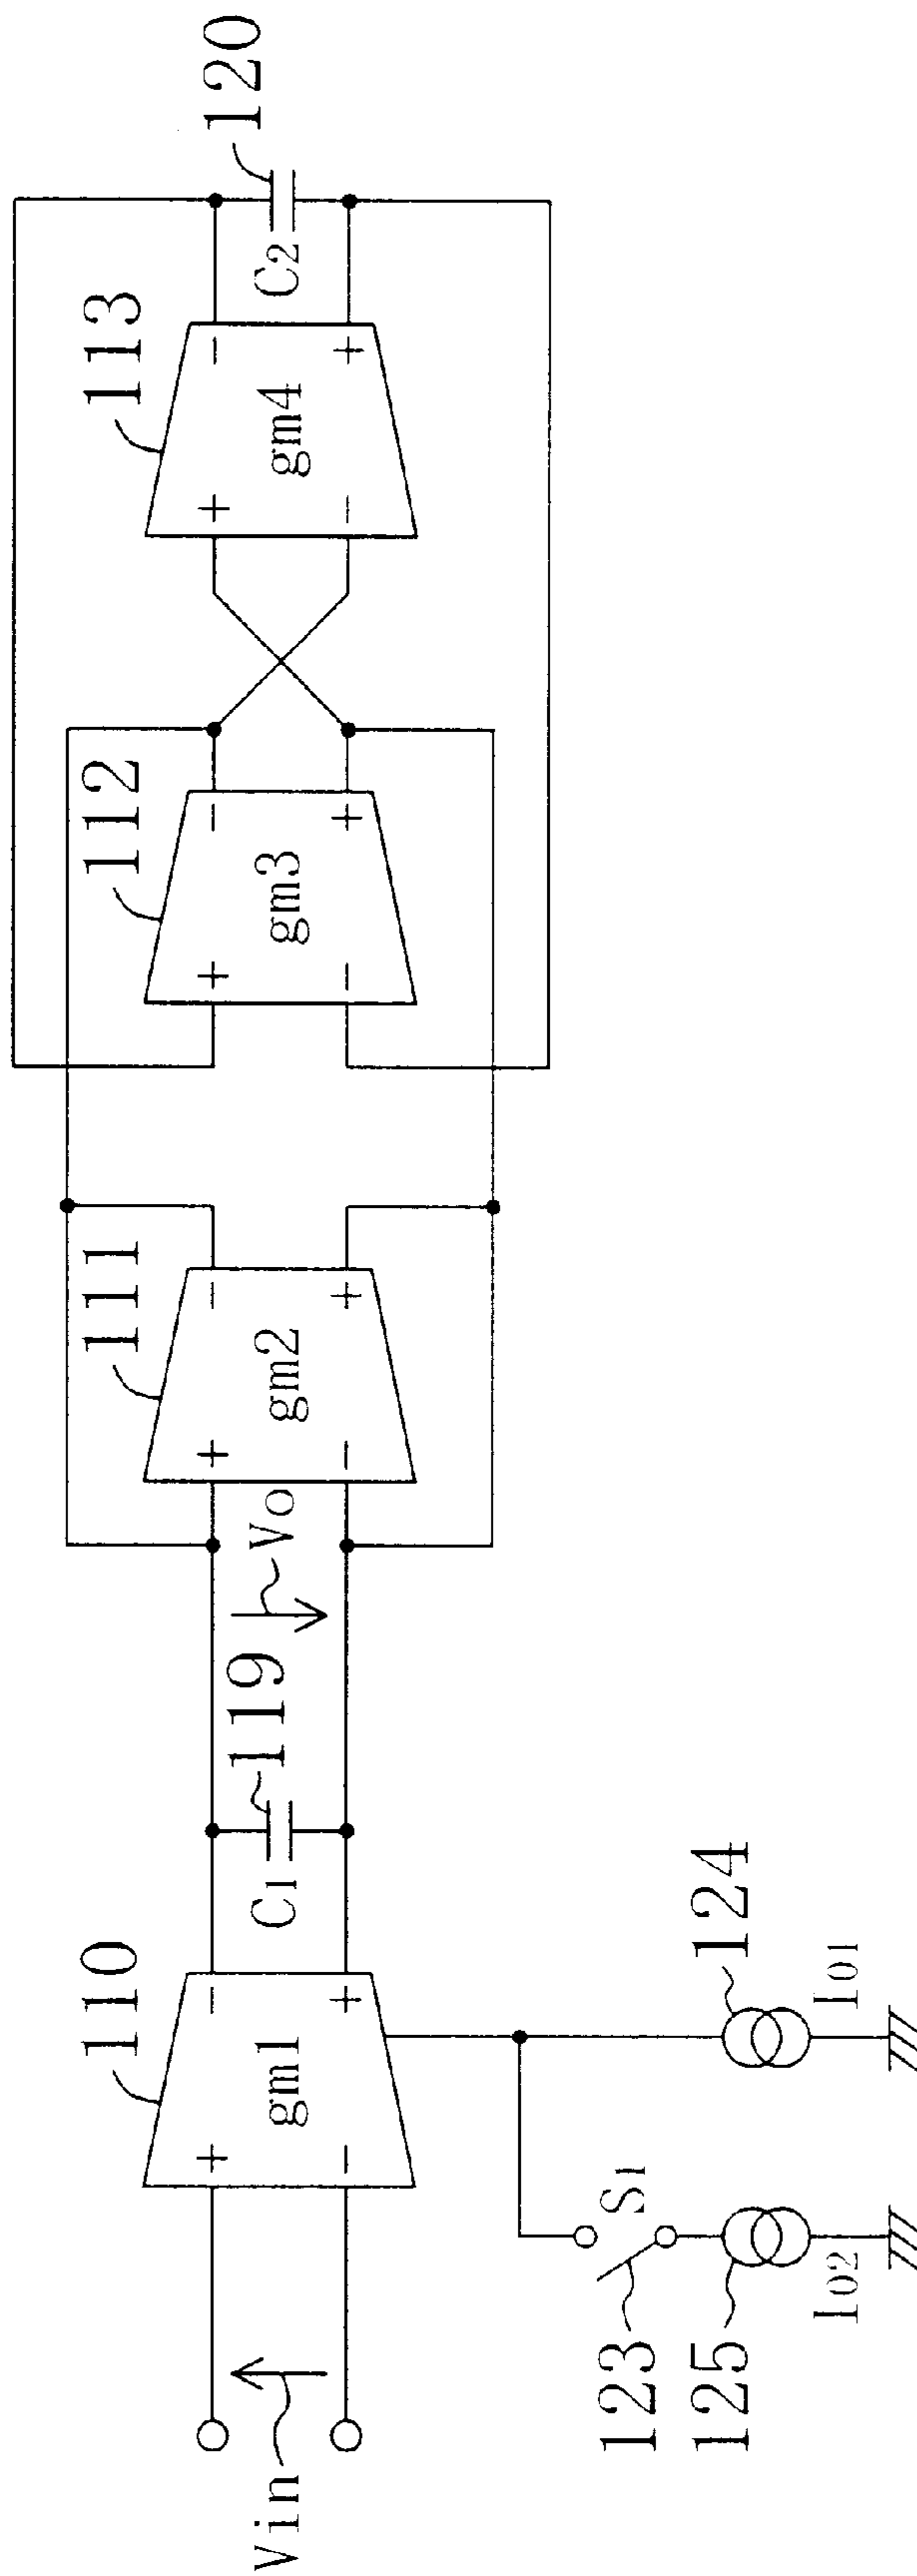 110
111
112
113
120
+
−
gm1
−
+
C1
119
Vo
+
−
gm2
−
+
+
−
gm3
−
+
+
−
gm4
−
+
C2
Vin
123
S1
125
I02
124
I01